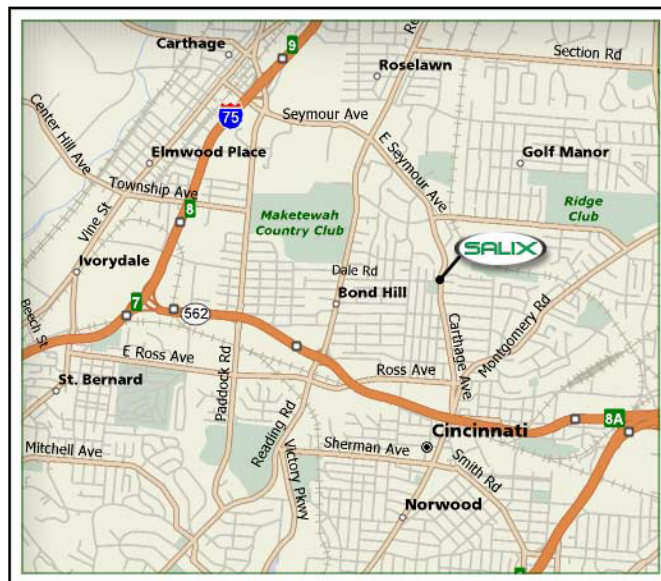 9
Carthage
Re
Section Rd
Roselawn
75
Seymour Ave
Center Hill Ave
Elmwood Place
E Seymour Ave
Golf Manor
Township Ave
8
Vine St
Maketewah
Country Club
Ridge
Club
SALIX
Ivorydale
Dale Rd
7
Bond Hill
562
Beech St
Carthage Ave
Montgomery Rd
E Ross Ave
Paddock Rd
Ross Ave
St. Bernard
Reading Rd
8A
Cincinnati
Mitchell Ave
Victory Pkwy
Sherman Ave
Smith Rd
Norwood